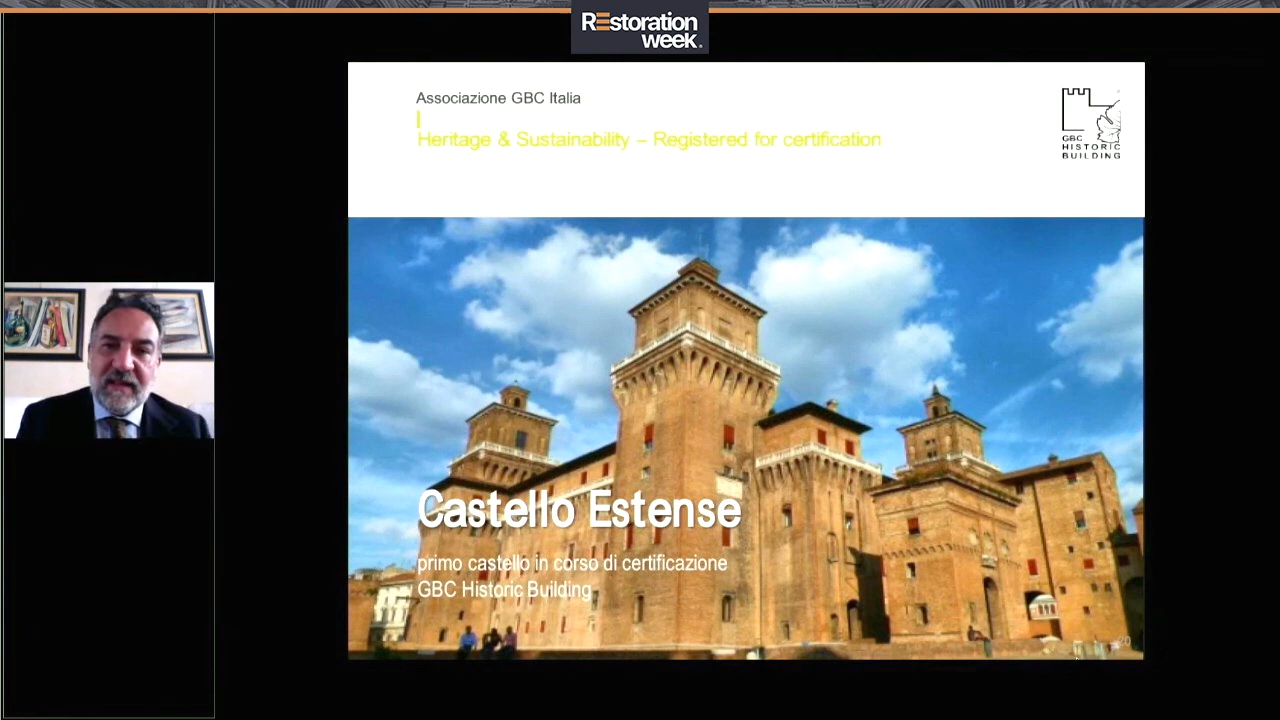 REstoration
week.
Associazione GBC Italia
Heritage & Sustainability – Registered for certification
GBC
HISTORIC
BUILDING
Castello Estense
primo castello in corso di certificazione
GBC Historic Building
20